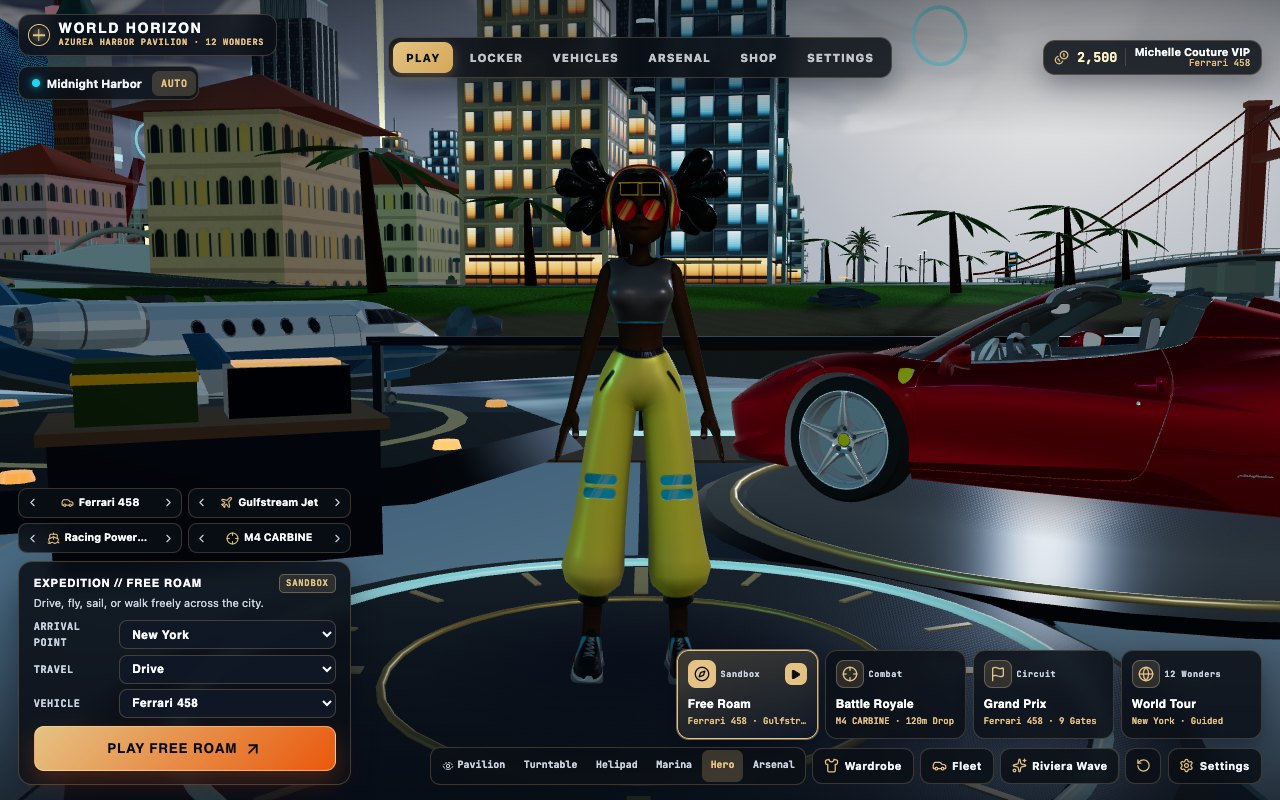 WORLD HORIZON
AZUREA HARBOR PAVILION · 12 WONDERS
Midnight Harbor AUTO
PLAY LOCKER VEHICLES ARSENAL SHOP SETTINGS
2,500
Michelle Couture VIP
Ferrari 458
Ferrari 458
Gulfstream Jet
Racing Power...
M4 CARBINE
EXPEDITION // FREE ROAM
SANDBOX
Drive, fly, sail, or walk freely across the city.
ARRIVAL POINT
New York
TRAVEL
Drive
VEHICLE
Ferrari 458
PLAY FREE ROAM
Sandbox
Free Roam
Ferrari 458 · Gulfstr…
Combat
Battle Royale
M4 CARBINE · 120m Drop
Circuit
Grand Prix
Ferrari 458 · 9 Gates
12 Wonders
World Tour
New York · Guided
Pavilion Turntable Helipad Marina Hero Arsenal
Wardrobe
Fleet
Riviera Wave
Settings